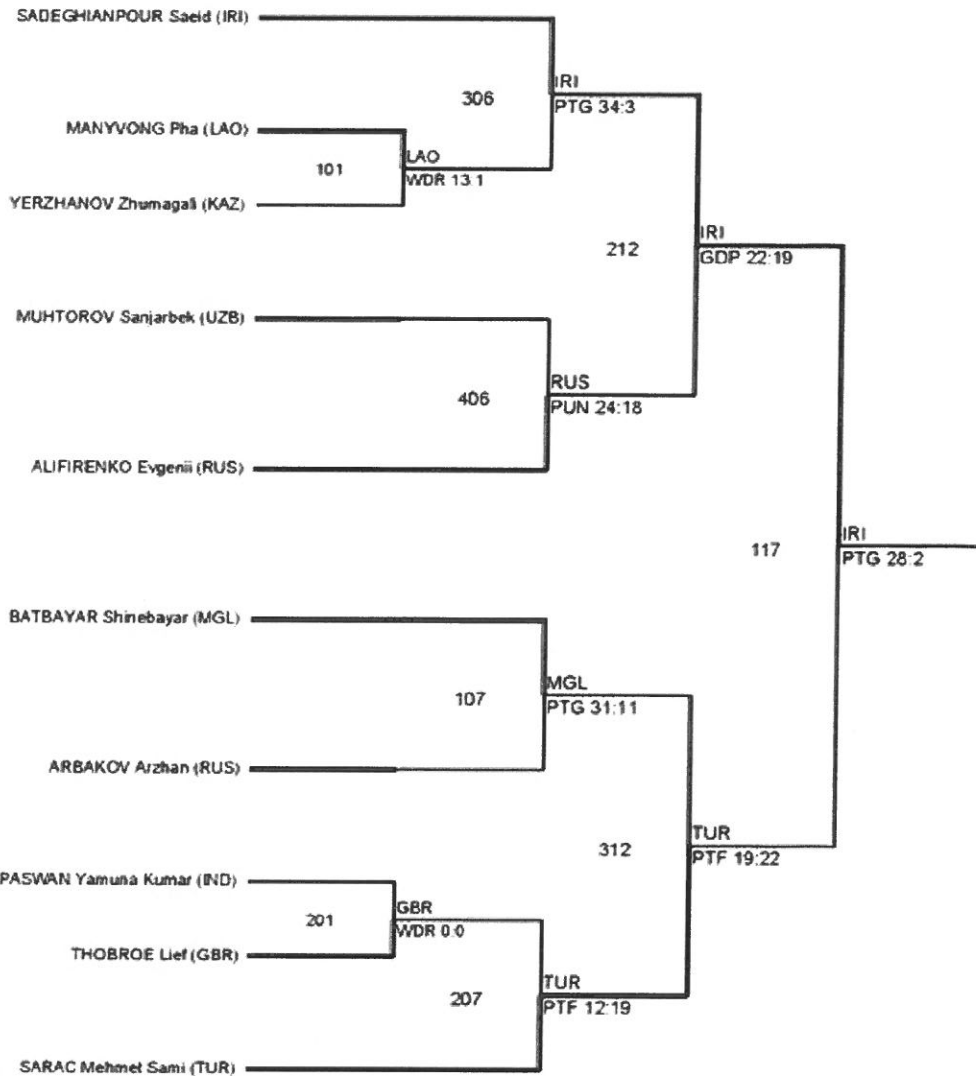 SADEGHIANPOUR Saeid (IRI)
306
IRI
PTG 34:3
MANYVONG Pha (LAO)
101
LAO
WDR 13:1
YERZHANOV Zhumagali (KAZ)
212
IRI
GDP 22:19
MUHTOROV Sanjarbek (UZB)
406
RUS
PUN 24:18
ALIFIRENKO Evgenii (RUS)
117
IRI
PTG 28:2
BATBAYAR Shinebayar (MGL)
107
MGL
PTG 31:11
ARBAKOV Arzhan (RUS)
312
TUR
PTF 19:22
PASWAN Yamuna Kumar (IND)
201
GBR
WDR 0:0
THOBROE Lief (GBR)
207
TUR
PTF 12:19
SARAC Mehmet Sami (TUR)